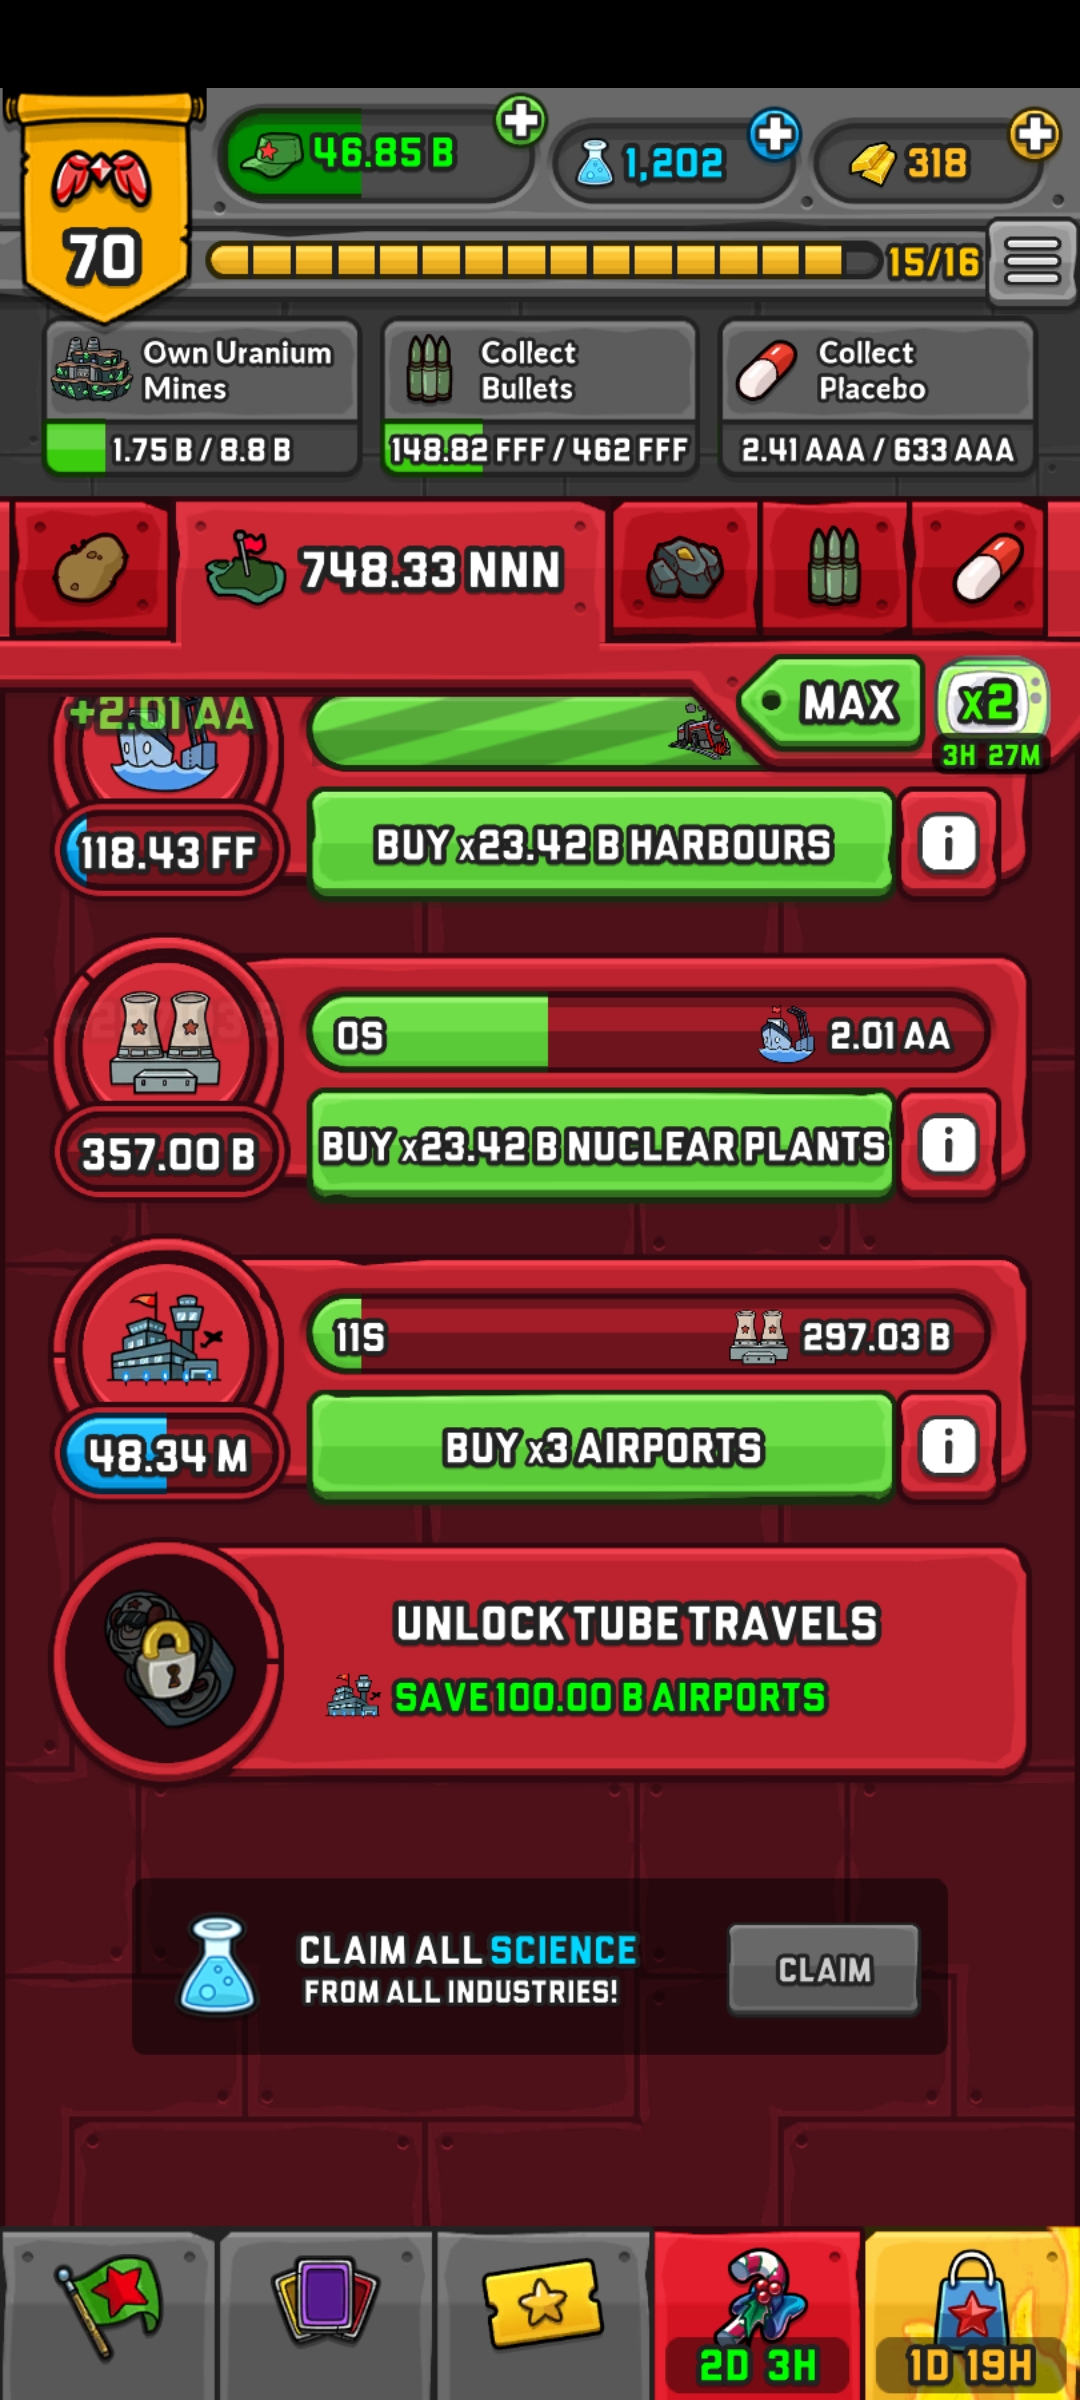 46.85 B
1,202
318
70
15/16
Own Uranium
Mines
1.75 B / 8.8 B
Collect
Bullets
148.82 FFF / 462 FFF
Collect
Placebo
2.41 AAA / 633 AAA
748.33 NNN
MAX
x2
3H 27M
+2.01 AA
118.43 FF
BUY x23.42 B HARBOURS
i
0S
2.01 AA
357.00 B
BUY x23.42 B NUCLEAR PLANTS
i
11S
297.03 B
48.34 M
BUY x3 AIRPORTS
i
UNLOCK TUBE TRAVELS
SAVE 100.00 B AIRPORTS
CLAIM ALL SCIENCE
FROM ALL INDUSTRIES!
CLAIM
2D 3H
1D 19H